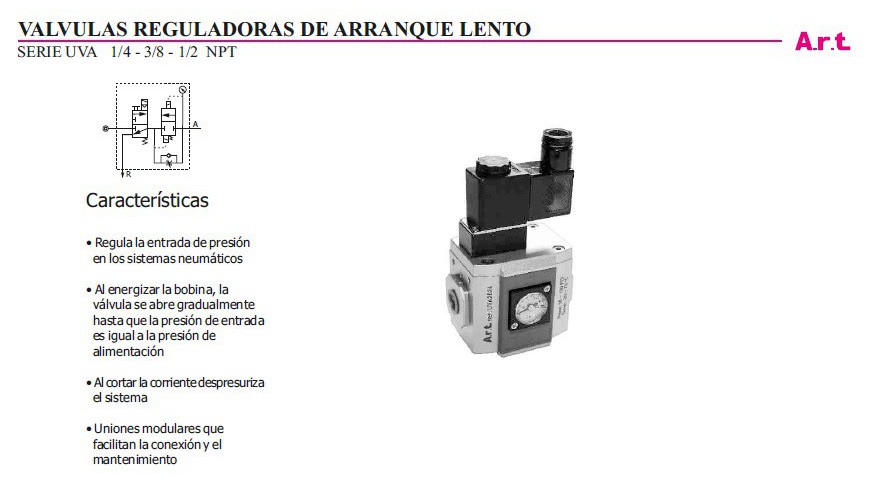 VALVULAS REGULADORAS DE ARRANQUE LENTO
SERIE UVA 1/4 - 3/8 - 1/2 NPT
A.r.t.
A
R
Características
• Regula la entrada de presión
en los sistemas neumáticos
• Al energizar la bobina, la
válvula se abre gradualmente
hasta que la presión de entrada
es igual a la presión de
alimentación
• Al cortar la corriente despresuriza
el sistema
• Uniones modulares que
facilitan la conexión y el
mantenimiento
A.r.t.